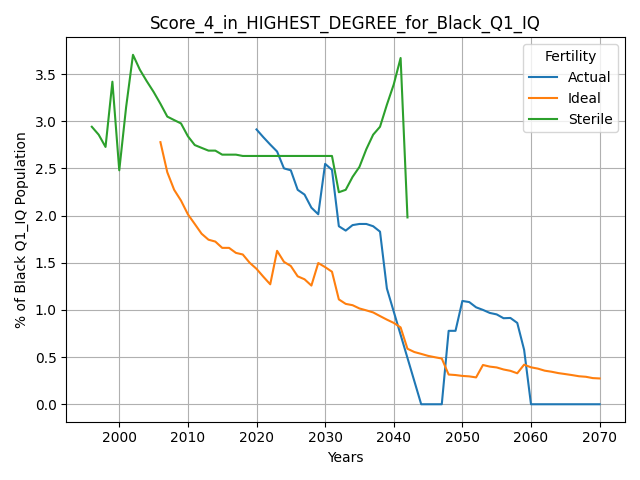 Score_4_in_HIGHEST_DEGREE_for_Black_Q1_IQ
Fertility
Actual
Ideal
Sterile
% of Black Q1_IQ Population
3.5
3.0
2.5
2.0
1.5
1.0
0.5
0.0
2000 2010 2020 2030 2040 2050 2060 2070
Years